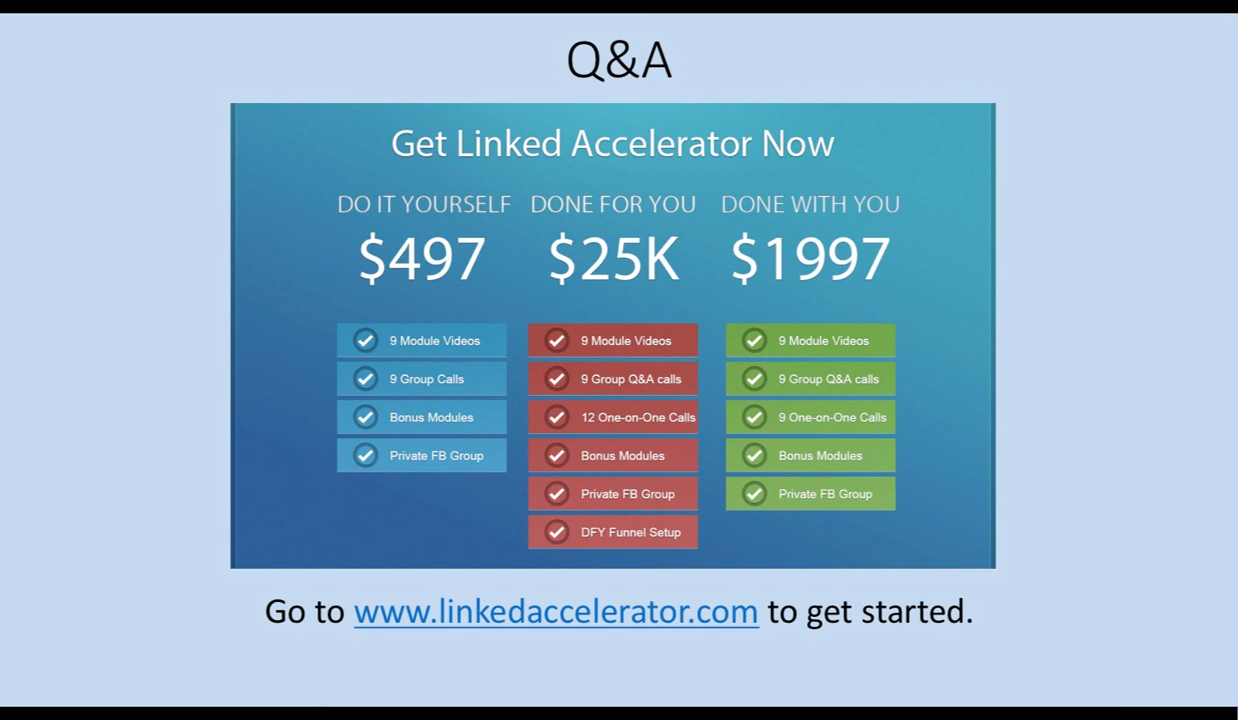 Q&A
Get Linked Accelerator Now
DO IT YOURSELF
$497
9 Module Videos
9 Group Calls
Bonus Modules
Private FB Group
DONE FOR YOU
$25K
9 Module Videos
9 Group Q&A calls
12 One-on-One Calls
Bonus Modules
Private FB Group
DFY Funnel Setup
DONE WITH YOU
$1997
9 Module Videos
9 Group Q&A calls
9 One-on-One Calls
Bonus Modules
Private FB Group
Go to www.linkedaccelerator.com to get started.